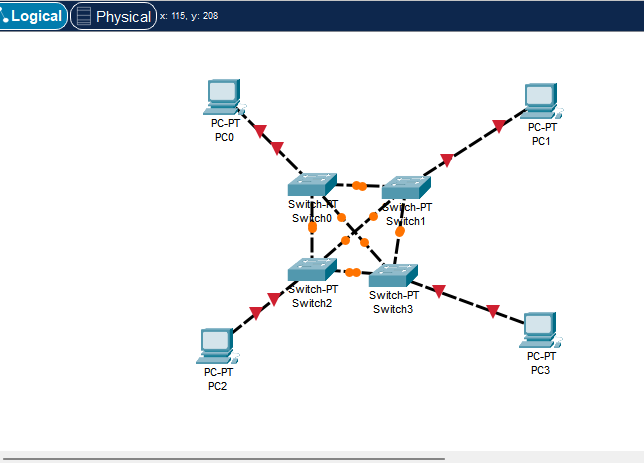 Logical
Physical
x: 115, y: 208
PC-PT
PC0
PC-PT
PC1
Switch-PT
Switch0
Switch-PT
Switch1
Switch-PT
Switch2
Switch-PT
Switch3
PC-PT
PC2
PC-PT
PC3